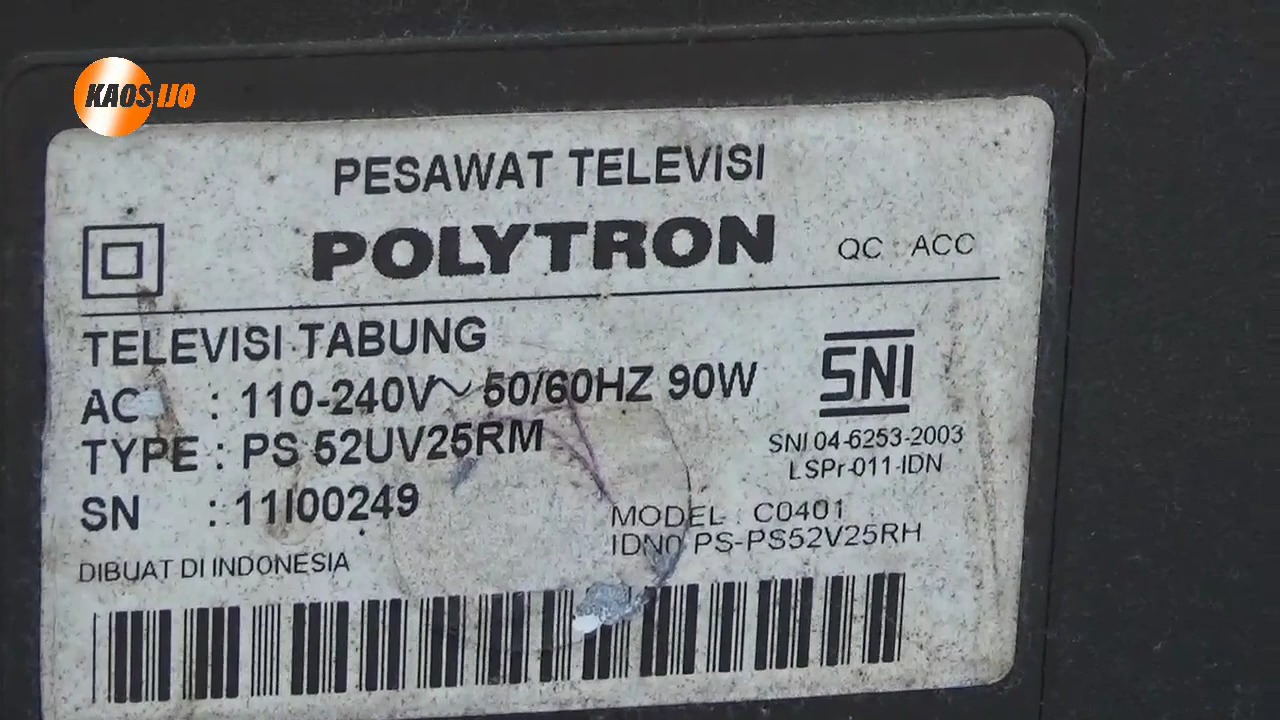 KAOS IJO
PESAWAT TELEVISI
POLYTRON QC : ACC
TELEVISI TABUNG
AC : 110-240V~ 50/60HZ 90W
SNI
TYPE : PS 52UV25RM
SNI 04-6253-2003
LSPr-011-IDN
SN : 11I00249
MODEL : C0401
IDN0 PS-PS52V25RH
DIBUAT DI INDONESIA